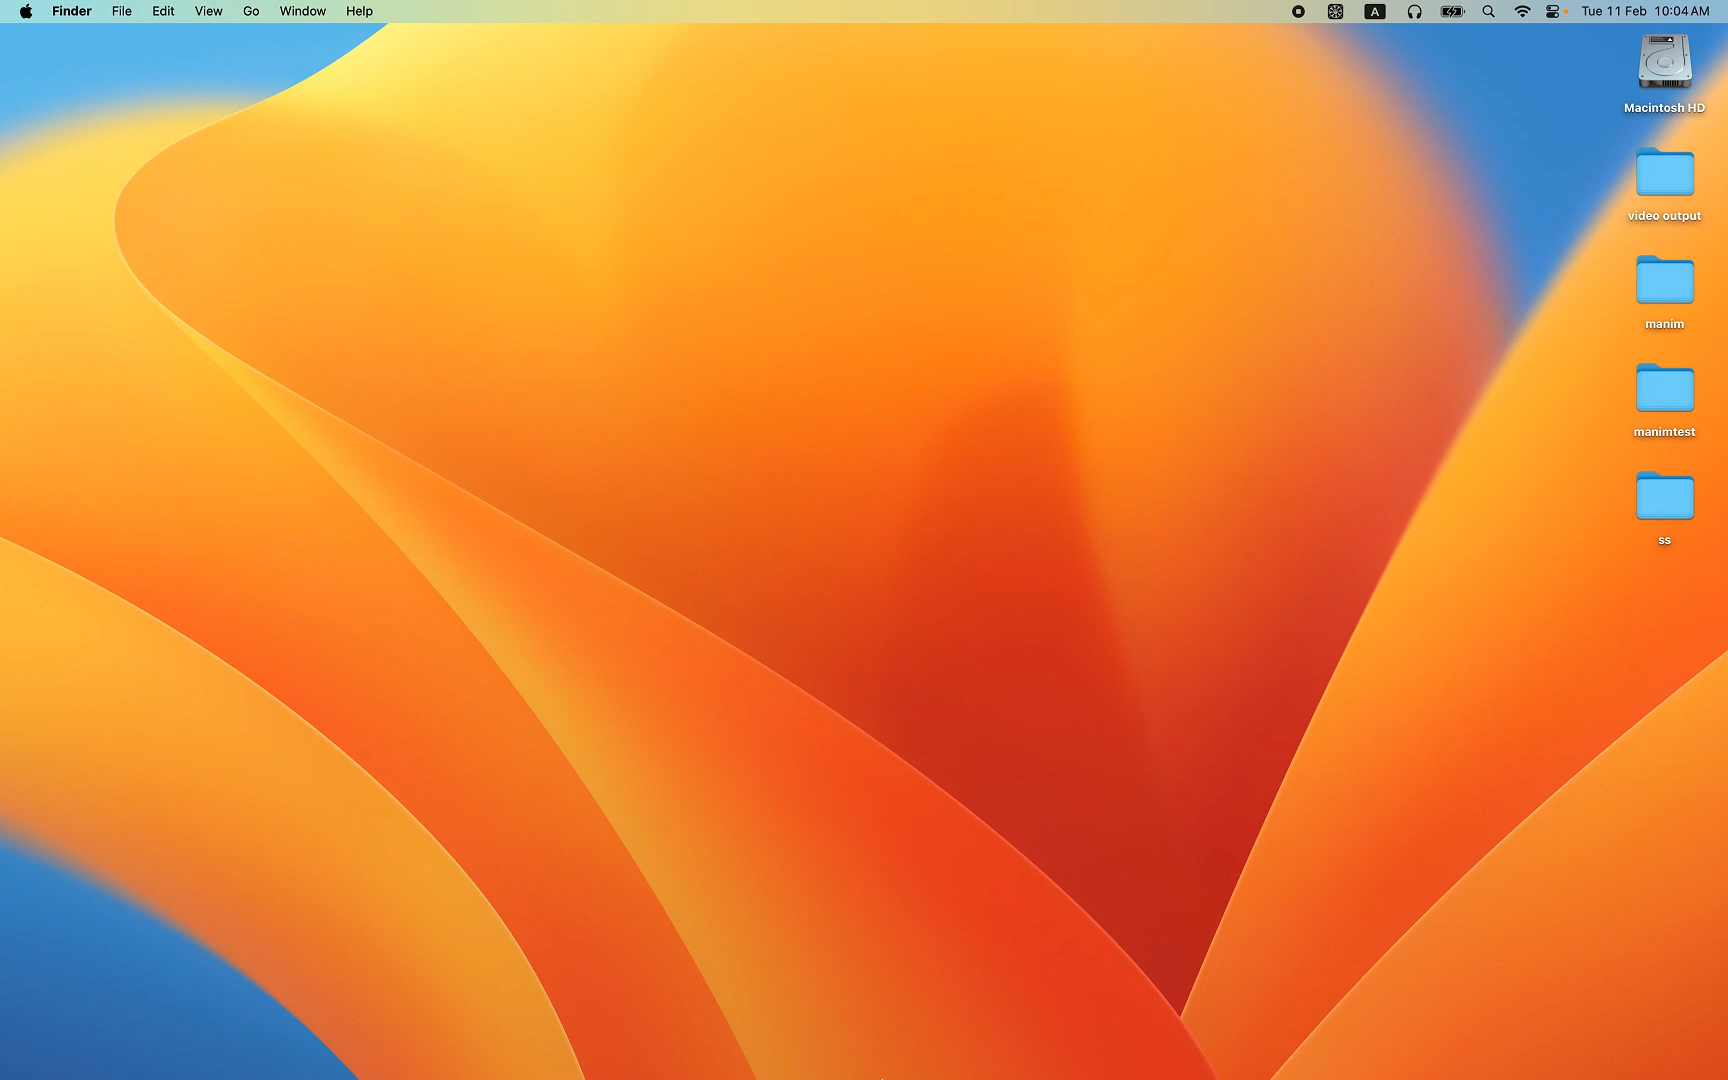 Finder File Edit View Go Window Help A Tue 11 Feb 10:04 AM
Macintosh HD
video output
manim
manimtest
ss